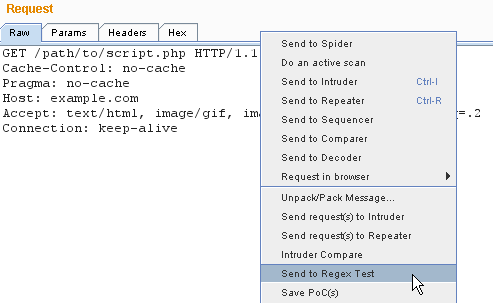 Request
Raw Params Headers Hex
GET /path/to/script.php HTTP/1.1
Cache-Control: no-cache
Pragma: no-cache
Host: example.com
Accept: text/html, image/gif, =.2
Connection: keep-alive
Send to Spider
Do an active scan
Send to Intruder Ctrl-I
Send to Repeater Ctrl-R
Send to Sequencer
Send to Comparer
Send to Decoder
Request in browser
Unpack/Pack Message...
Send request(s) to Intruder
Send request(s) to Repeater
Intruder Compare
Send to Regex Test
Save PoC(s)